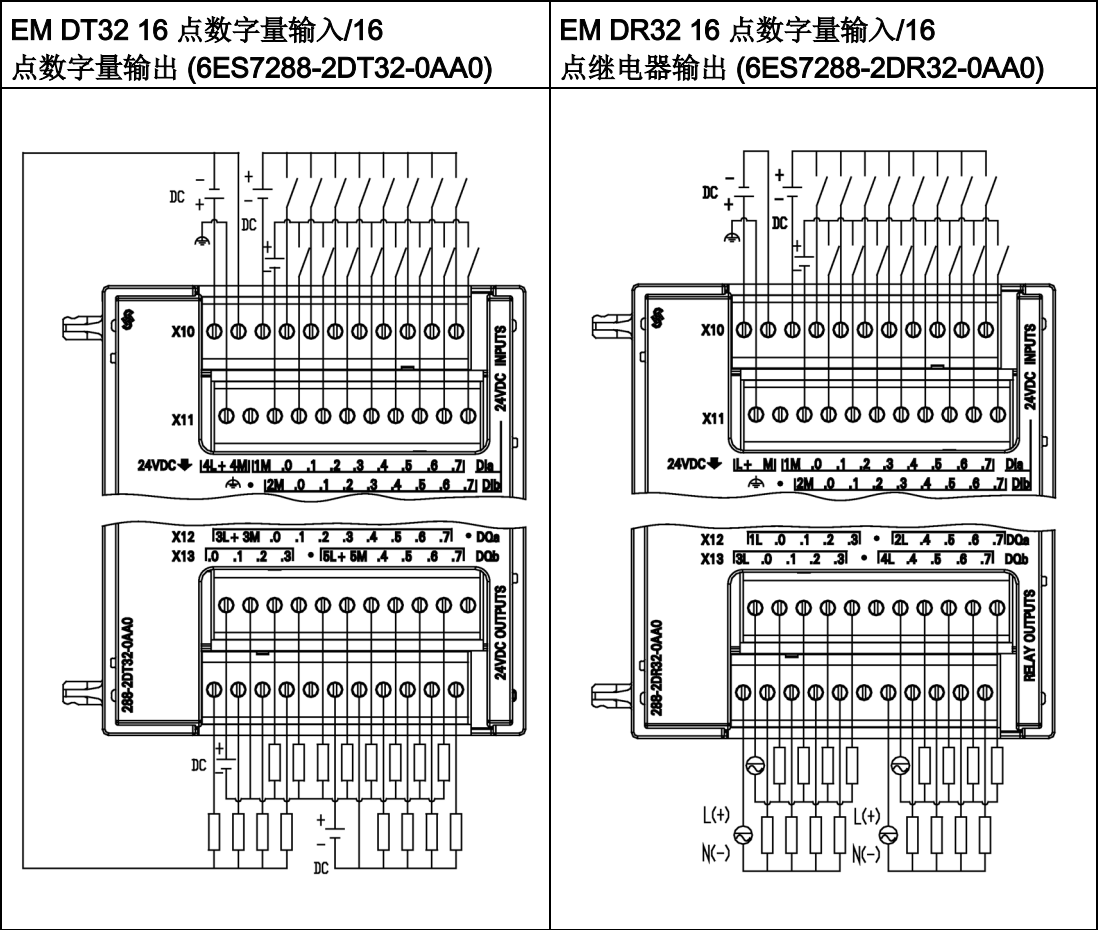 EM DT32 16 点数字量输入/16
点数字量输出 (6ES7288-2DT32-0AA0)
EM DR32 16 点数字量输入/16
点继电器输出 (6ES7288-2DR32-0AA0)
− + DC
+ − DC
+ −
X10
X11
24VDC INPUTS
24VDC 4L+ 4M 1M .0 .1 .2 .3 .4 .5 .6 .7 DIa
2M .0 .1 .2 .3 .4 .5 .6 .7 DIb
X12 3L+ 3M .0 .1 .2 .3 .4 .5 .6 .7 • DQa
X13 .0 .1 .2 .3 • 5L+ 5M .4 .5 .6 .7 DQb
288-2DT32-0AA0
24VDC OUTPUTS
DC + −
+ − DC
− + DC
+ − DC
+ −
X10
X11
24VDC INPUTS
24VDC L+ M 1M .0 .1 .2 .3 .4 .5 .6 .7 DIa
• 2M .0 .1 .2 .3 .4 .5 .6 .7 DIb
X12 1L .0 .1 .2 .3 • 2L .4 .5 .6 .7 DQa
X13 3L .0 .1 .2 .3 • 4L .4 .5 .6 .7 DQb
288-2DR32-0AA0
RELAY OUTPUTS
L(+) L(+)
N(-) N(-)